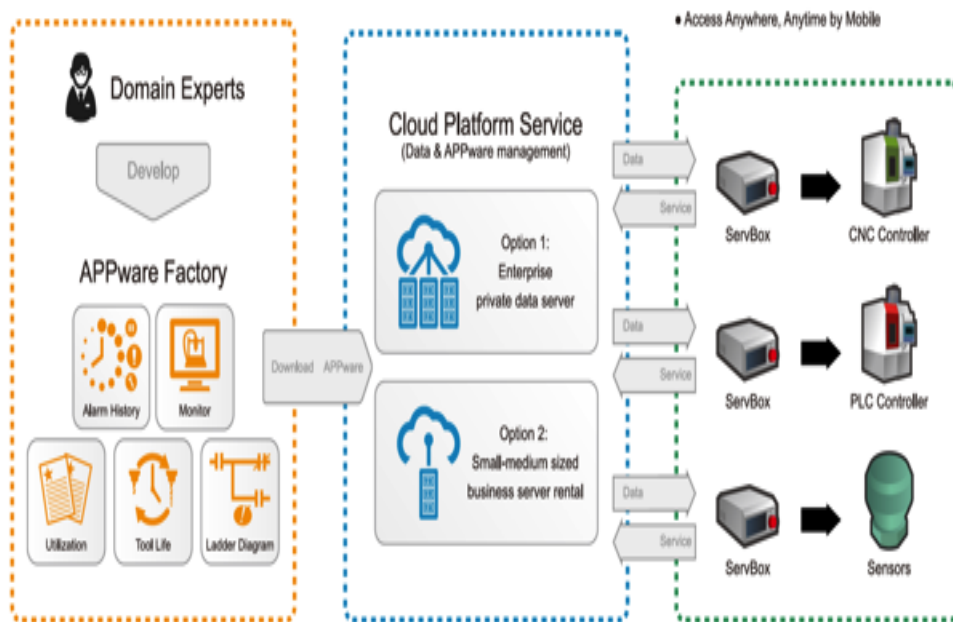 ● Access Anywhere, Anytime by Mobile
Domain Experts
Develop
APPware Factory
Alarm History
Monitor
Utilization
Tool Life
Ladder Diagram
Download APPware
Cloud Platform Service
(Data & APPware management)
Option 1:
Enterprise
private data server
Option 2:
Small-medium sized
business server rental
Data
Service
ServBox
CNC Controller
Data
Service
ServBox
PLC Controller
Data
Service
ServBox
Sensors